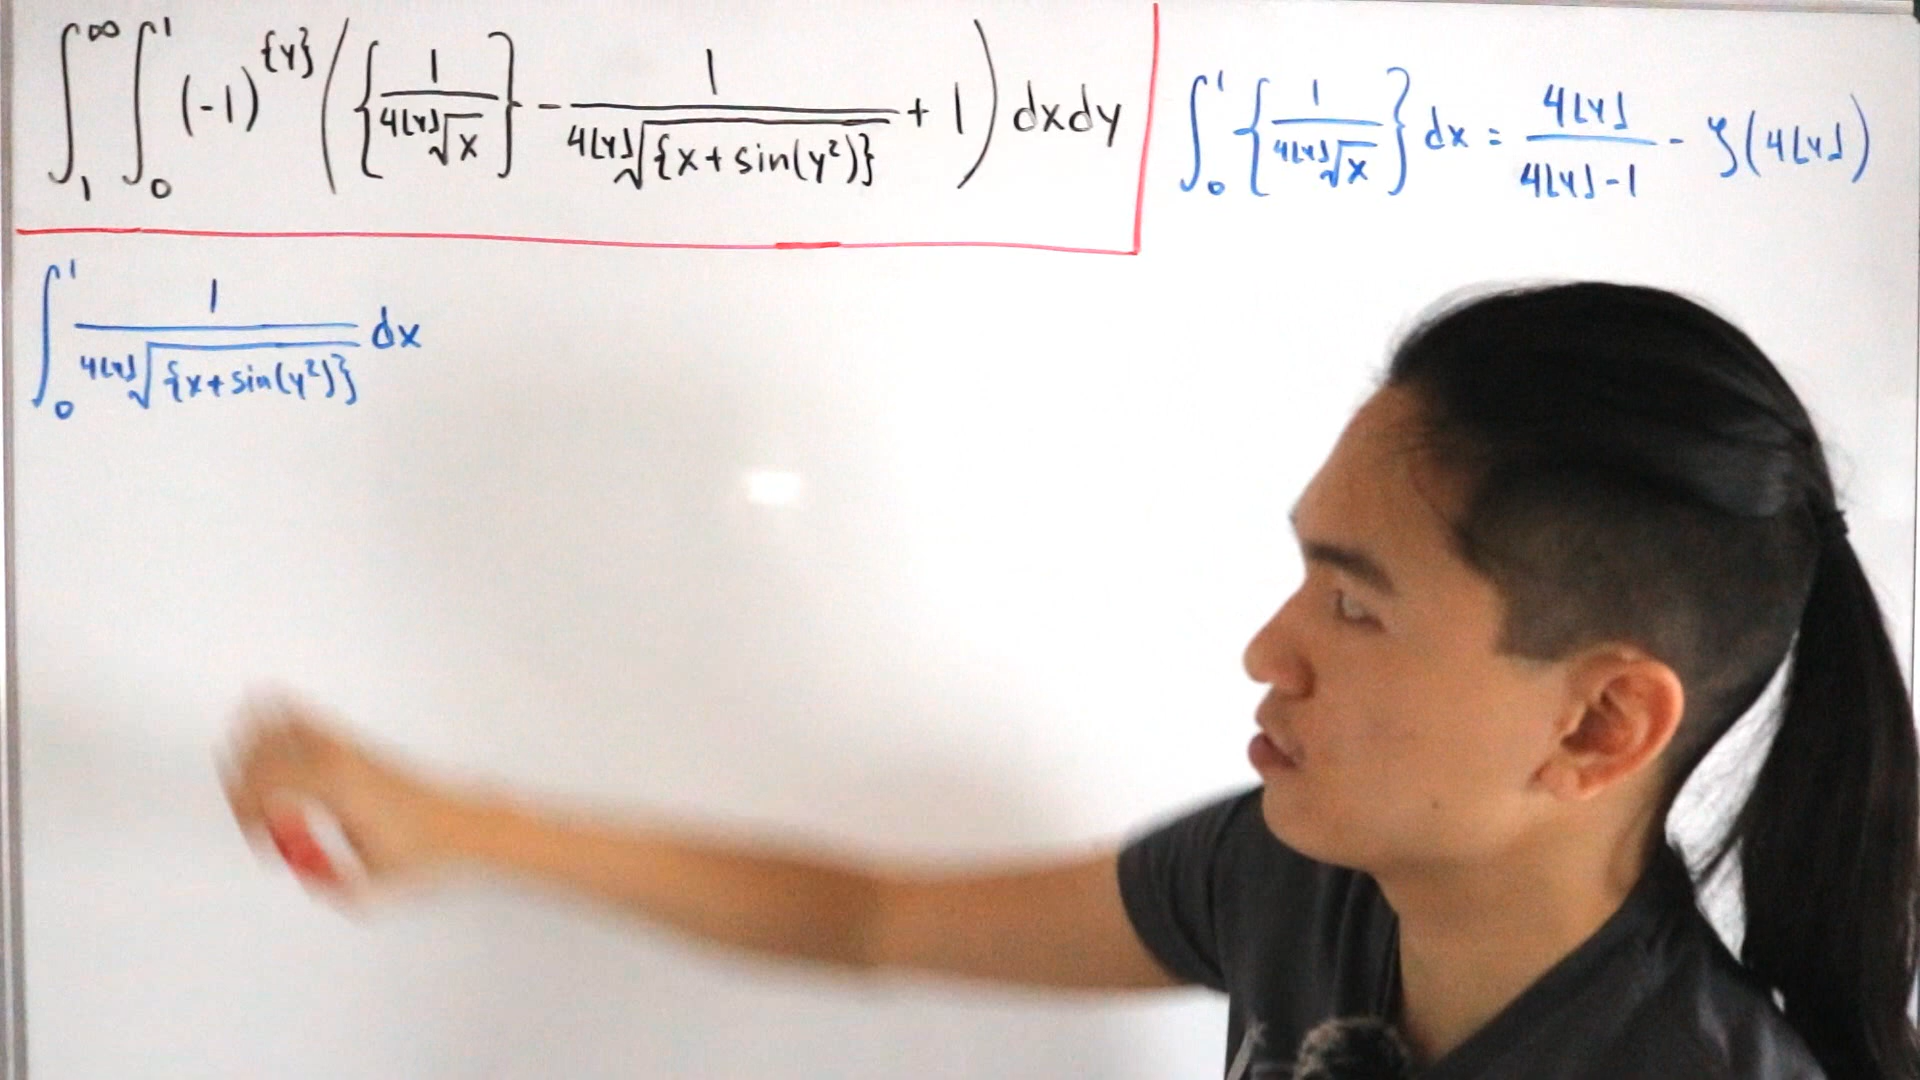 ∫₁^∞ ∫₀¹ (-1)^{y} ( { 1 / ^{4⌊y⌋}√x } - 1 / ^{4⌊y⌋}√{x+sin(y²)} + 1 ) dxdy
∫₀¹ { 1 / ^{4⌊y⌋}√x } dx = 4⌊y⌋ / 4⌊y⌋-1 - ζ(4⌊y⌋)
∫₀¹ 1 / ^{4⌊y⌋}√{x+sin(y²)} dx